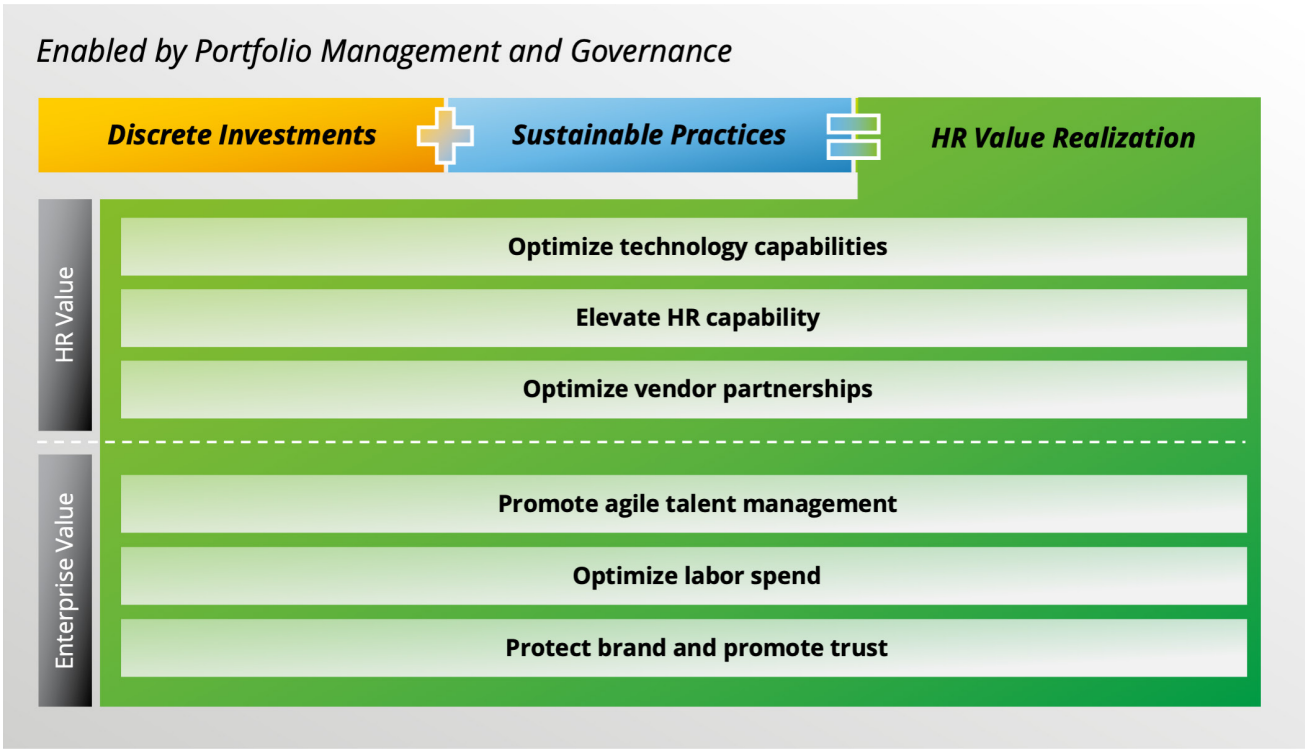 Enabled by Portfolio Management and Governance
Discrete Investments
Sustainable Practices
HR Value Realization
HR Value
Optimize technology capabilities
Elevate HR capability
Optimize vendor partnerships
Enterprise Value
Promote agile talent management
Optimize labor spend
Protect brand and promote trust